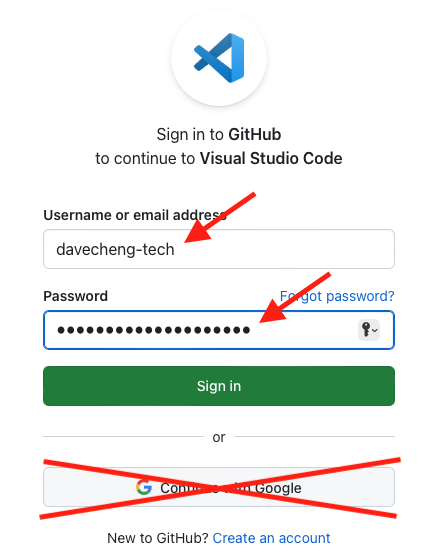 Sign in to GitHub
to continue to Visual Studio Code
Username or email address
davecheng-tech
Password Forgot password?
••••••••••••••••••••
Sign in
or
Continue with Google
New to GitHub? Create an account